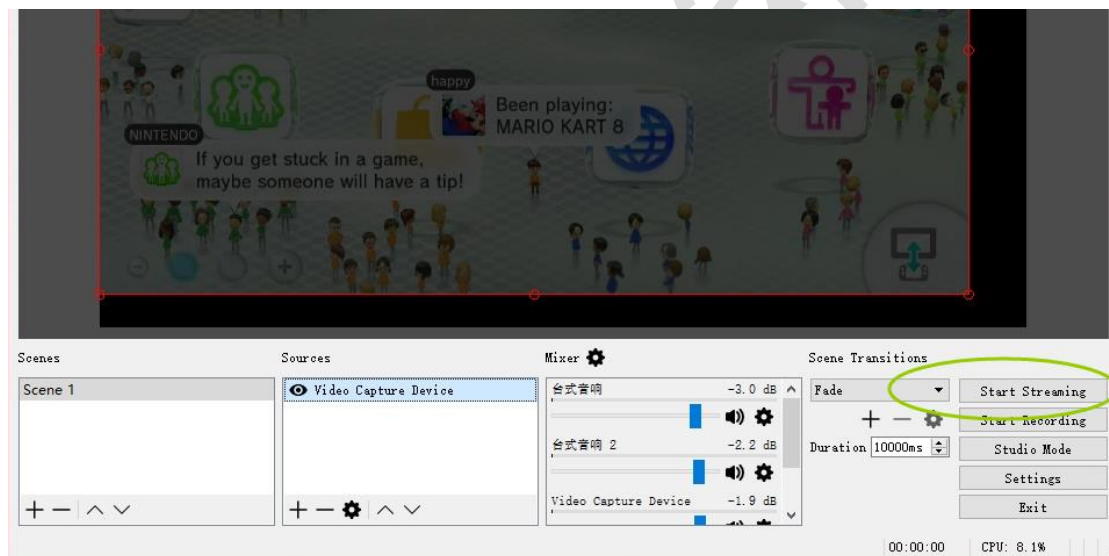 happy
Been playing:
MARIO KART 8
NINTENDO
If you get stuck in a game,
maybe someone will have a tip!
Scenes
Sources
Mixer
Scene Transitions
Scene 1
Video Capture Device
台式音响 -3.0 dB
台式音响 2 -2.2 dB
Video Capture Device -1.9 dB
Fade
Duration 10000ms
Start Streaming
Start Recording
Studio Mode
Settings
Exit
00:00:00 CPU: 8.1%